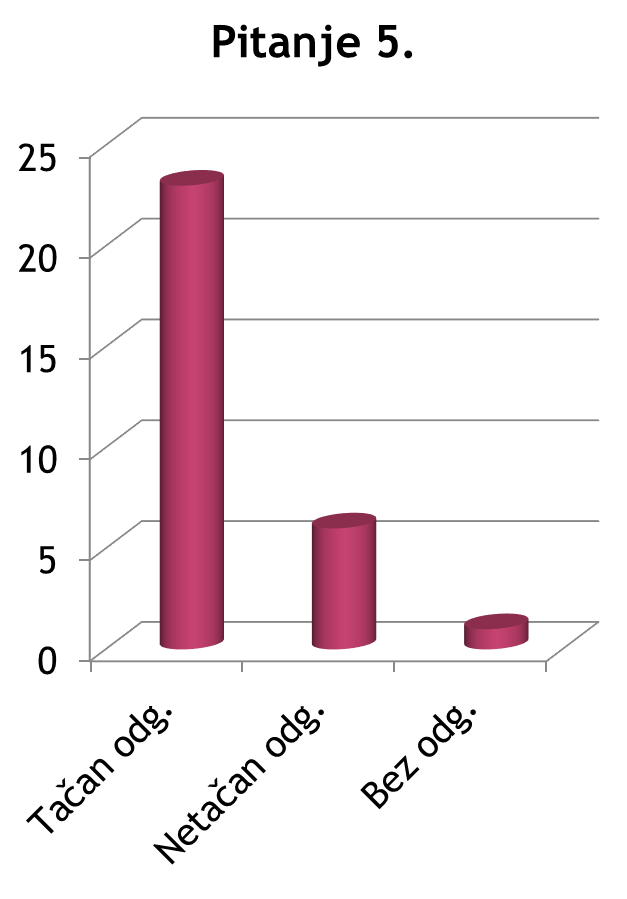 Pitanje 5.
25
20
15
10
5
0
Tačan odg.
Netačan odg.
Bez odg.